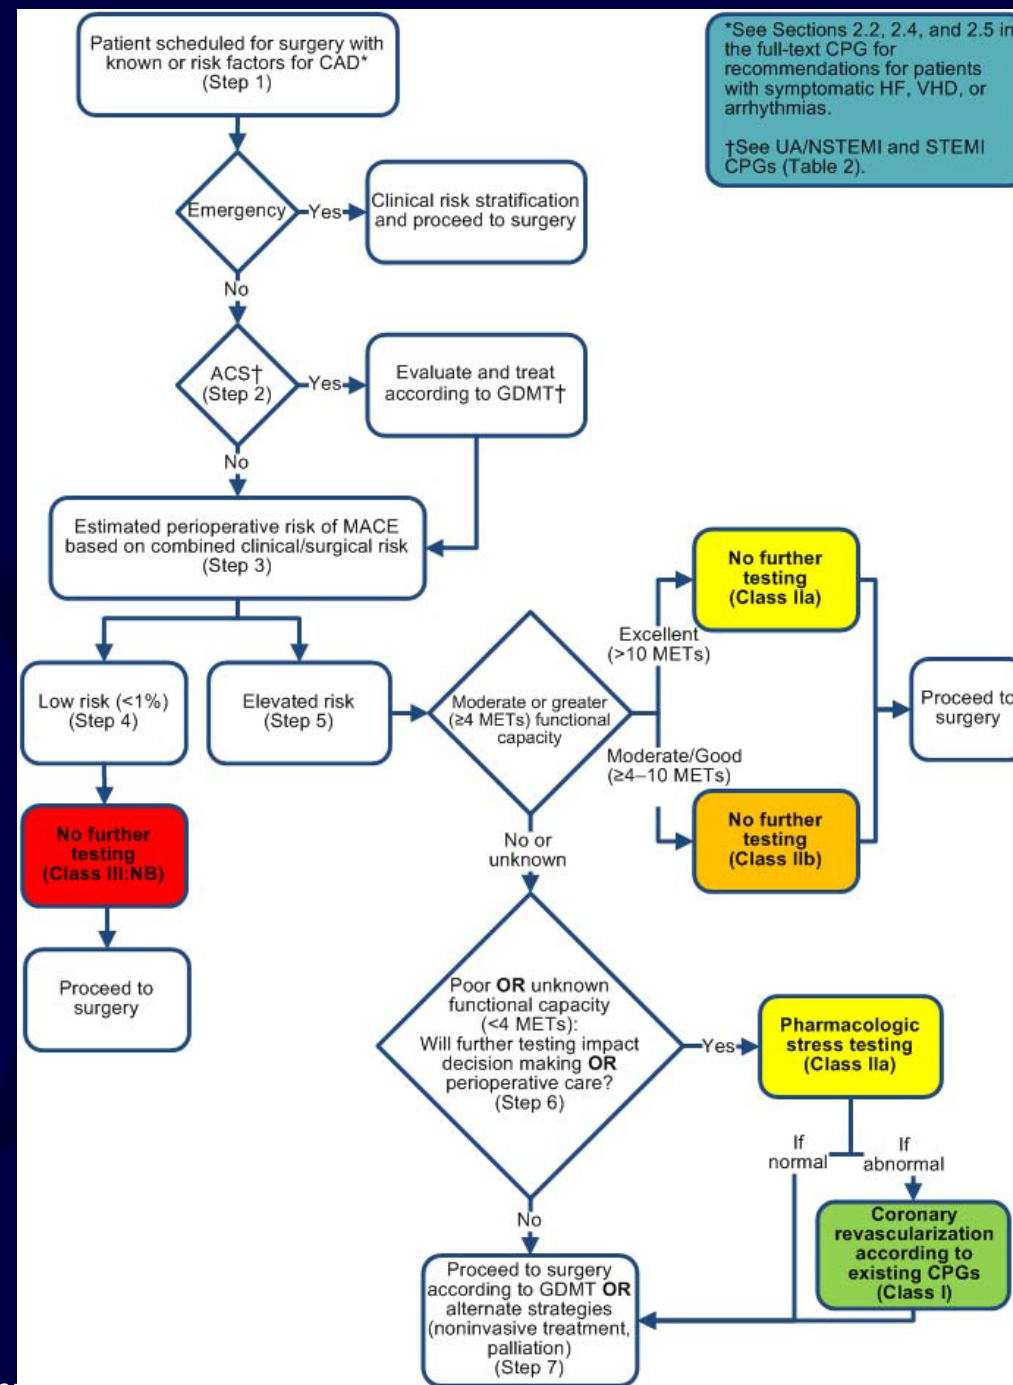 Patient scheduled for surgery with
known or risk factors for CAD*
(Step 1)
*See Sections 2.2, 2.4, and 2.5 in
the full-text CPG for
recommendations for patients
with symptomatic HF, VHD, or
arrhythmias.
†See UA/NSTEMI and STEMI
CPGs (Table 2).
Emergency
Yes
Clinical risk stratification
and proceed to surgery
No
ACS†
(Step 2)
Yes
Evaluate and treat
according to GDMT†
No
Estimated perioperative risk of MACE
based on combined clinical/surgical risk
(Step 3)
Low risk (<1%)
(Step 4)
Elevated risk
(Step 5)
Moderate or greater
(≥4 METs) functional
capacity
Excellent
(>10 METs)
No further
testing
(Class IIa)
Moderate/Good
(≥4–10 METs)
No further
testing
(Class IIb)
Proceed to
surgery
No further
testing
(Class III:NB)
Proceed to
surgery
No or
unknown
Poor OR unknown
functional capacity
(<4 METs):
Will further testing impact
decision making OR
perioperative care?
(Step 6)
Yes
Pharmacologic
stress testing
(Class IIa)
If
normal
If
abnormal
Coronary
revascularization
according to
existing CPGs
(Class I)
No
Proceed to surgery
according to GDMT OR
alternate strategies
(noninvasive treatment,
palliation)
(Step 7)